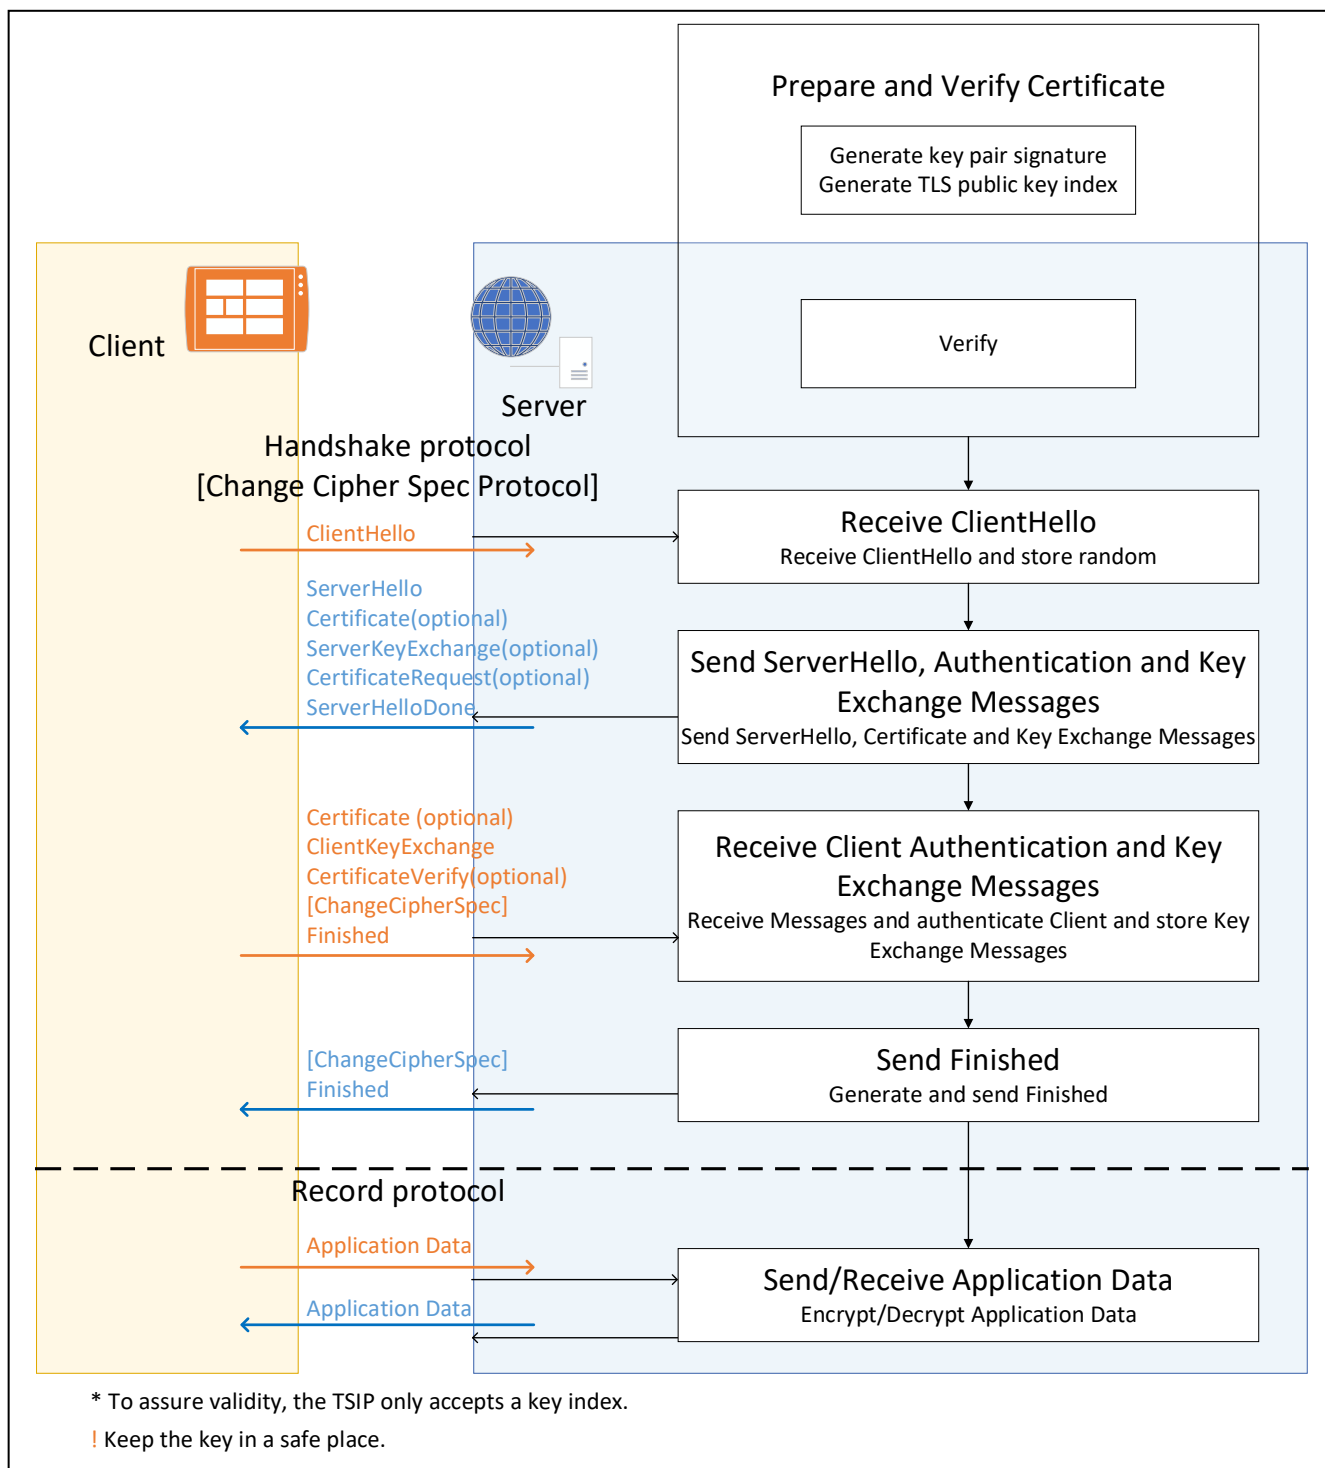 Prepare and Verify Certificate
Generate key pair signature
Generate TLS public key index
Verify
Client
Server
Handshake protocol
[Change Cipher Spec Protocol]
ClientHello
Receive ClientHello
Receive ClientHello and store random
ServerHello
Certificate(optional)
ServerKeyExchange(optional)
CertificateRequest(optional)
ServerHelloDone
Send ServerHello, Authentication and Key
Exchange Messages
Send ServerHello, Certificate and Key Exchange Messages
Certificate (optional)
ClientKeyExchange
CertificateVerify(optional)
[ChangeCipherSpec]
Finished
Receive Client Authentication and Key
Exchange Messages
Receive Messages and authenticate Client and store Key
Exchange Messages
[ChangeCipherSpec]
Finished
Send Finished
Generate and send Finished
Record protocol
Application Data
Application Data
Send/Receive Application Data
Encrypt/Decrypt Application Data
* To assure validity, the TSIP only accepts a key index.
! Keep the key in a safe place.